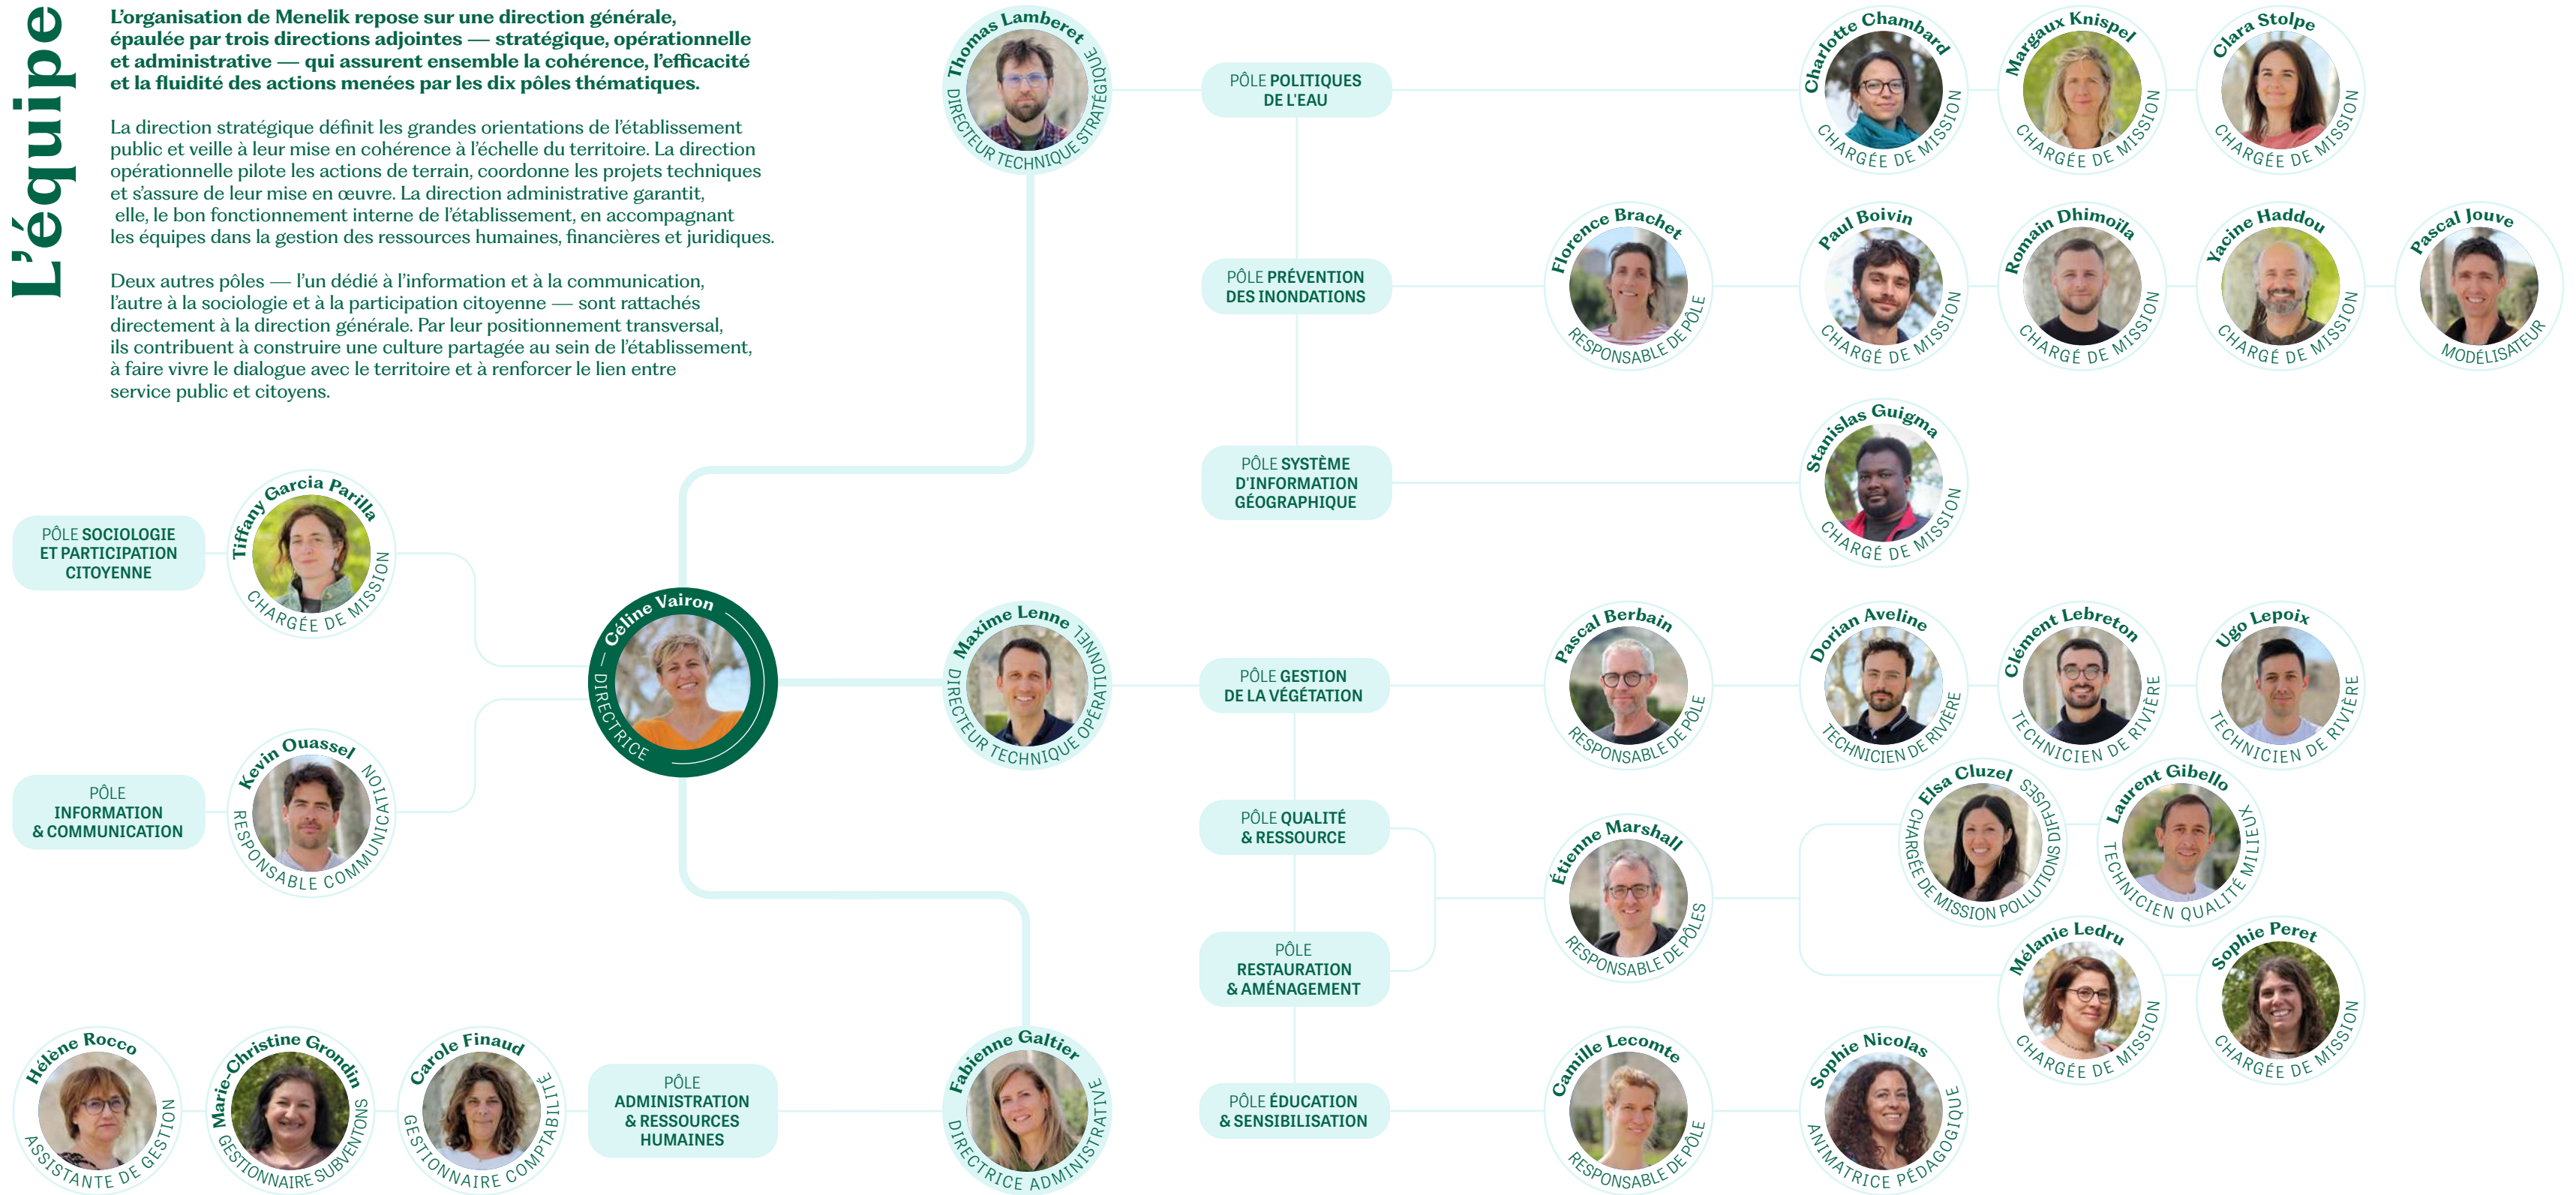 L'équipe
L'organisation de Menelik repose sur une direction générale,
épaulée par trois directions adjointes — stratégique, opérationnelle
et administrative — qui assurent ensemble la cohérence, l'efficacité
et la fluidité des actions menées par les dix pôles thématiques.
La direction stratégique définit les grandes orientations de l'établissement
public et veille à leur mise en cohérence à l'échelle du territoire. La direction
opérationnelle pilote les actions de terrain, coordonne les projets techniques
et s'assure de leur mise en œuvre. La direction administrative garantit,
elle, le bon fonctionnement interne de l'établissement, en accompagnant
les équipes dans la gestion des ressources humaines, financières et juridiques.
Deux autres pôles — l'un dédié à l'information et à la communication,
l'autre à la sociologie et à la participation citoyenne — sont rattachés
directement à la direction générale. Par leur positionnement transversal,
ils contribuent à construire une culture partagée au sein de l'établissement,
à faire vivre le dialogue avec le territoire et à renforcer le lien entre
service public et citoyens.
Thomas Lamberet
DIRECTEUR TECHNIQUE STRATÉGIQUE
PÔLE POLITIQUES
DE L'EAU
Charlotte Chambard
CHARGÉE DE MISSION
Margaux Knispel
CHARGÉE DE MISSION
Clara Stolpe
CHARGÉE DE MISSION
PÔLE PRÉVENTION
DES INONDATIONS
Florence Brachet
RESPONSABLE DE PÔLE
Paul Boivin
CHARGÉ DE MISSION
Romain Dhimoïla
CHARGÉ DE MISSION
Yacine Haddou
CHARGÉ DE MISSION
Pascal Jouve
MODÉLISATEUR
PÔLE SYSTÈME
D'INFORMATION
GÉOGRAPHIQUE
Stanislas Guigma
CHARGÉ DE MISSION
PÔLE SOCIOLOGIE
ET PARTICIPATION
CITOYENNE
Tiffany Garcia Parilla
CHARGÉE DE MISSION
PÔLE
INFORMATION
& COMMUNICATION
Kevin Ouassel
RESPONSABLE COMMUNICATION
Céline Vairon
DIRECTRICE
Maxime Lenne
DIRECTEUR TECHNIQUE OPÉRATIONNEL
PÔLE GESTION
DE LA VÉGÉTATION
Pascal Berbain
RESPONSABLE DE PÔLE
Dorian Aveline
TECHNICIEN DE RIVIÈRE
Clément Lebreton
TECHNICIEN DE RIVIÈRE
Ugo Lepoix
TECHNICIEN DE RIVIÈRE
PÔLE QUALITÉ
& RESSOURCE
PÔLE
RESTAURATION
& AMÉNAGEMENT
Étienne Marshall
RESPONSABLE DE PÔLES
Elsa Cluzel
CHARGÉE DE MISSION POLLUTIONS DIFFUSES
Laurent Gibello
TECHNICIEN QUALITÉ MILIEUX
Mélanie Ledru
CHARGÉE DE MISSION
Sophie Peret
CHARGÉE DE MISSION
PÔLE ÉDUCATION
& SENSIBILISATION
Camille Lecomte
RESPONSABLE DE PÔLE
Sophie Nicolas
ANIMATRICE PÉDAGOGIQUE
Hélène Rocco
ASSISTANTE DE GESTION
Marie-Christine Grondin
GESTIONNAIRE SUBVENTONS
Carole Finaud
GESTIONNAIRE COMPTABILITÉ
PÔLE
ADMINISTRATION
& RESSOURCES
HUMAINES
Fabienne Galtier
DIRECTRICE ADMINISTRATIVE